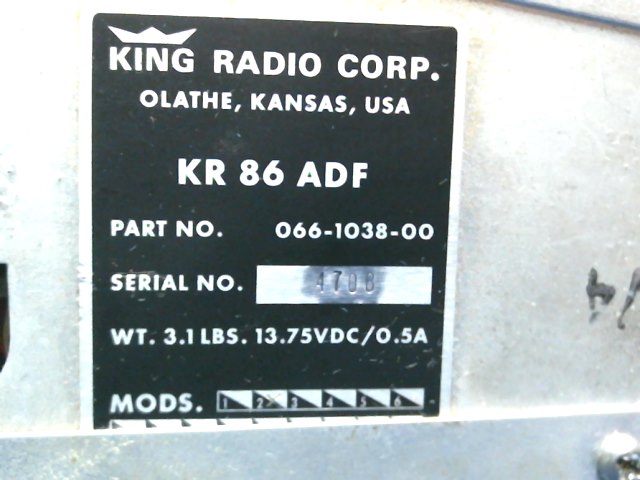 KING RADIO CORP.
OLATHE, KANSAS, USA
KR 86 ADF
PART NO. 066-1038-00
SERIAL NO. 4708
WT. 3.1 LBS. 13.75VDC/0.5A
MODS. 1 2 3 4 5 6